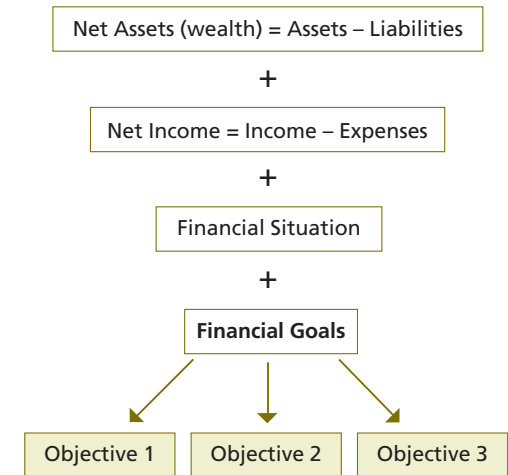 Net Assets (wealth) = Assets – Liabilities
+
Net Income = Income – Expenses
+
Financial Situation
+
Financial Goals
Objective 1 Objective 2 Objective 3